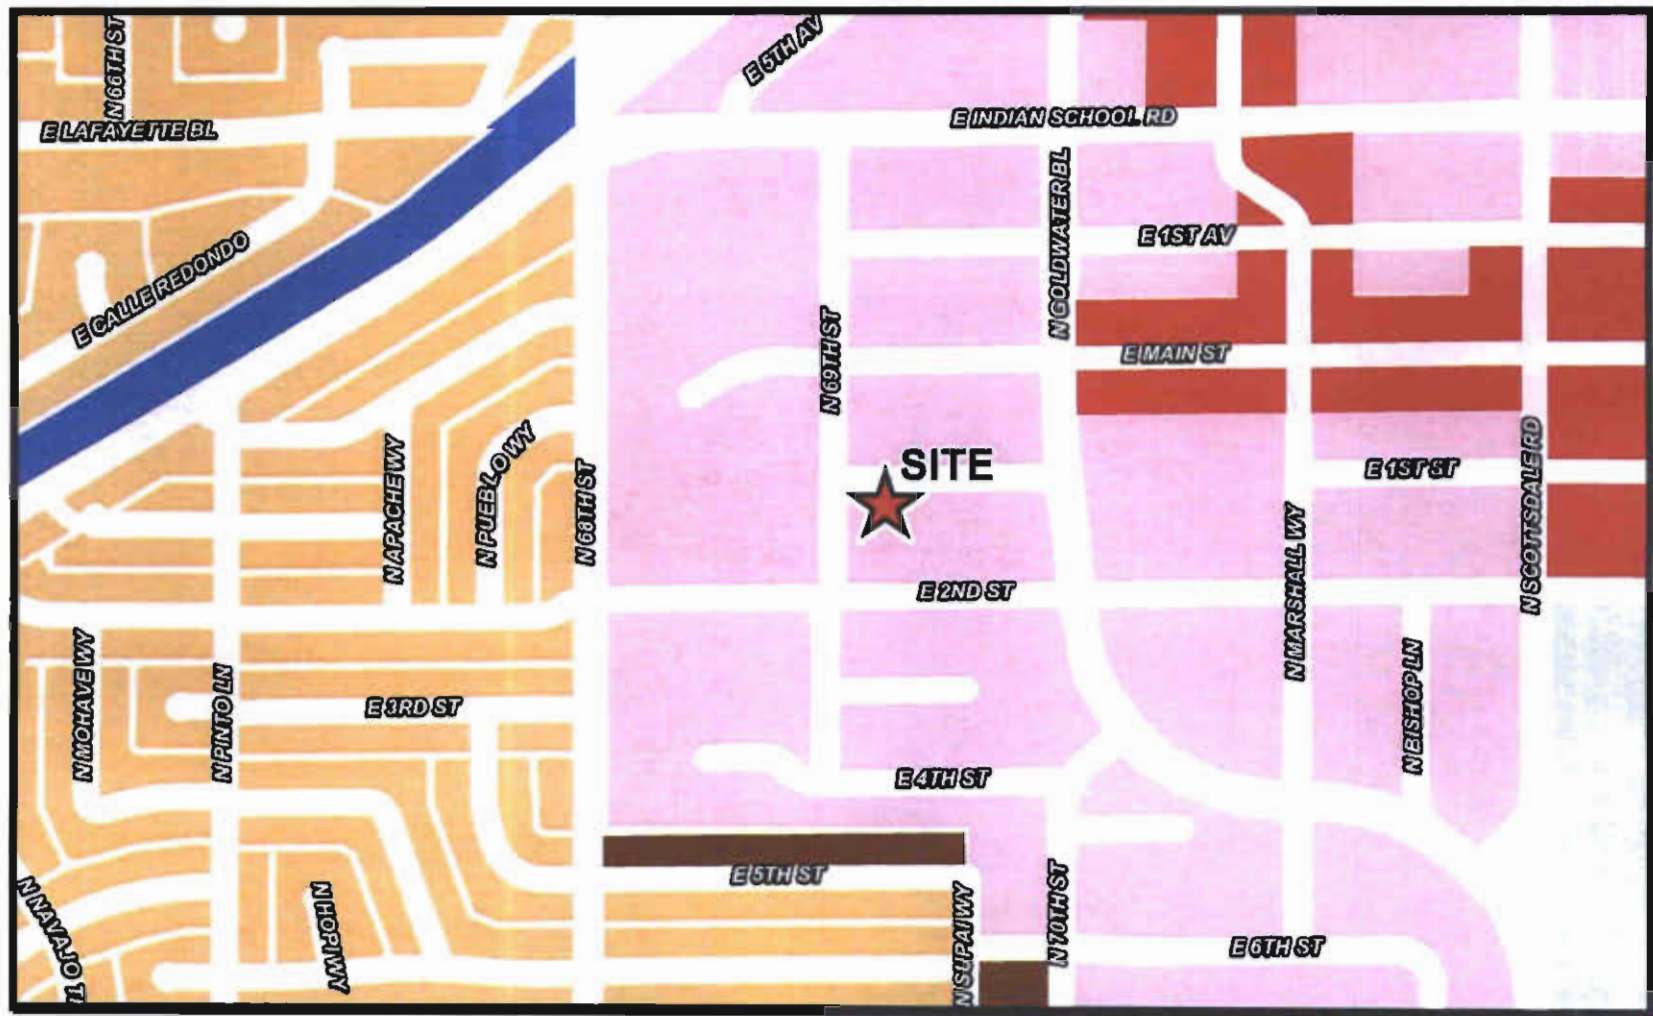 N 66TH ST
E 5TH AV
E LAFAYETTE BL
E INDIAN SCHOOL RD
N GOLDWATER BL
E 1ST AV
E CALLE REDONDO
N 69TH ST
E MAIN ST
N APACHE WY
N PUEBLO WY
N 68TH ST
SITE
E 1ST ST
N SCOTTSDALE RD
N MARSHALL WY
E 2ND ST
N MOHAVE WY
N PINTO LN
E 3RD ST
N BISHOP LN
E 4TH ST
E 5TH ST
N NAVAJO TR
N HOPI WY
N SUPAI WY
N 70TH ST
E 6TH ST